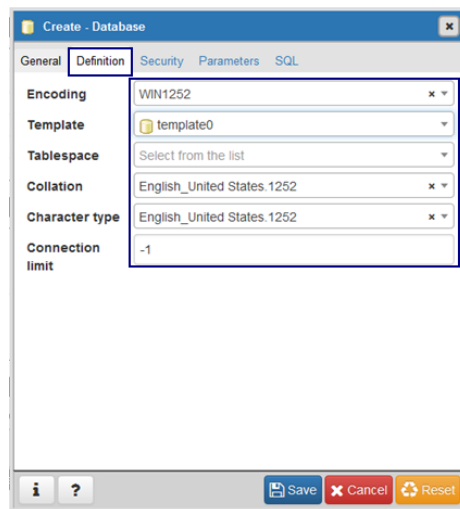 Create - Database
General Definition Security Parameters SQL
Encoding WIN1252
Template template0
Tablespace Select from the list
Collation English_United States.1252
Character type English_United States.1252
Connection limit -1
i ? Save Cancel Reset